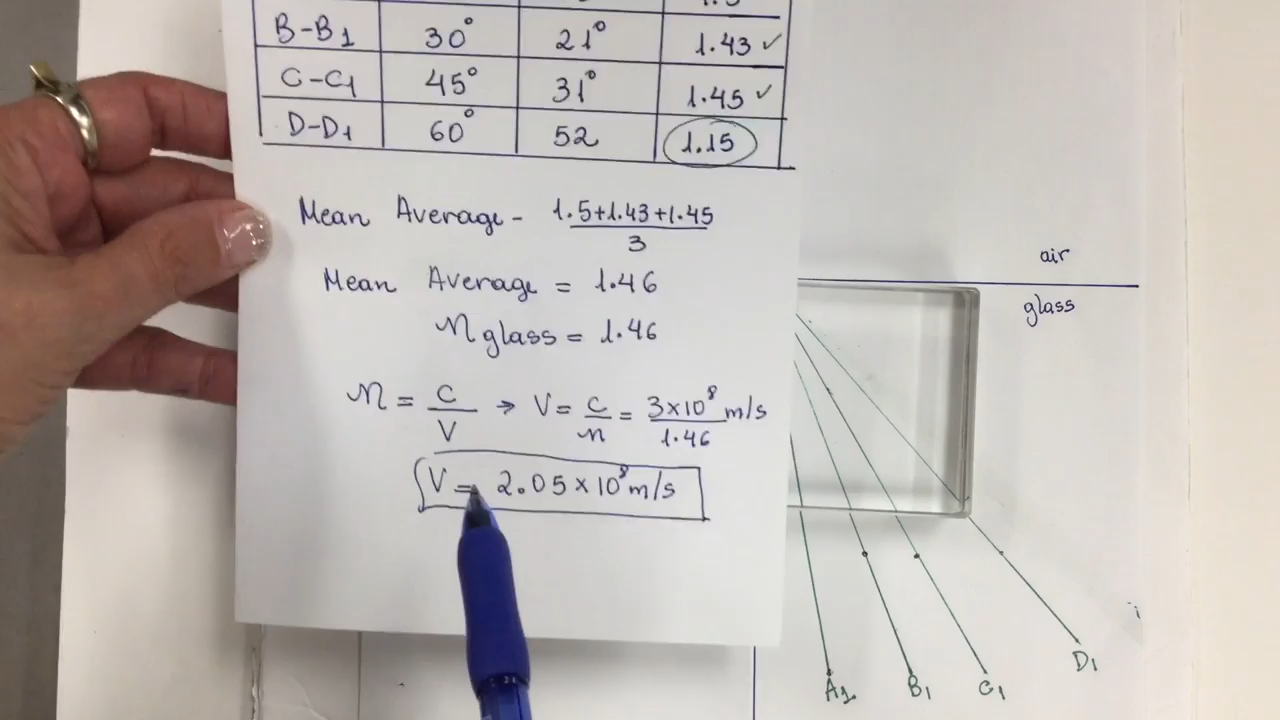 1.5
B-B1 30° 21° 1.43 ✓
C-C1 45° 31° 1.45 ✓
D-D1 60° 52 1.15
Mean Average - 1.5+1.43+1.45
3
Mean Average = 1.46
n glass = 1.46
n = c/v → v = c/n = 3×10⁸ m/s / 1.46
V = 2.05×10⁸ m/s
air
glass
A1 B1 C1 D1